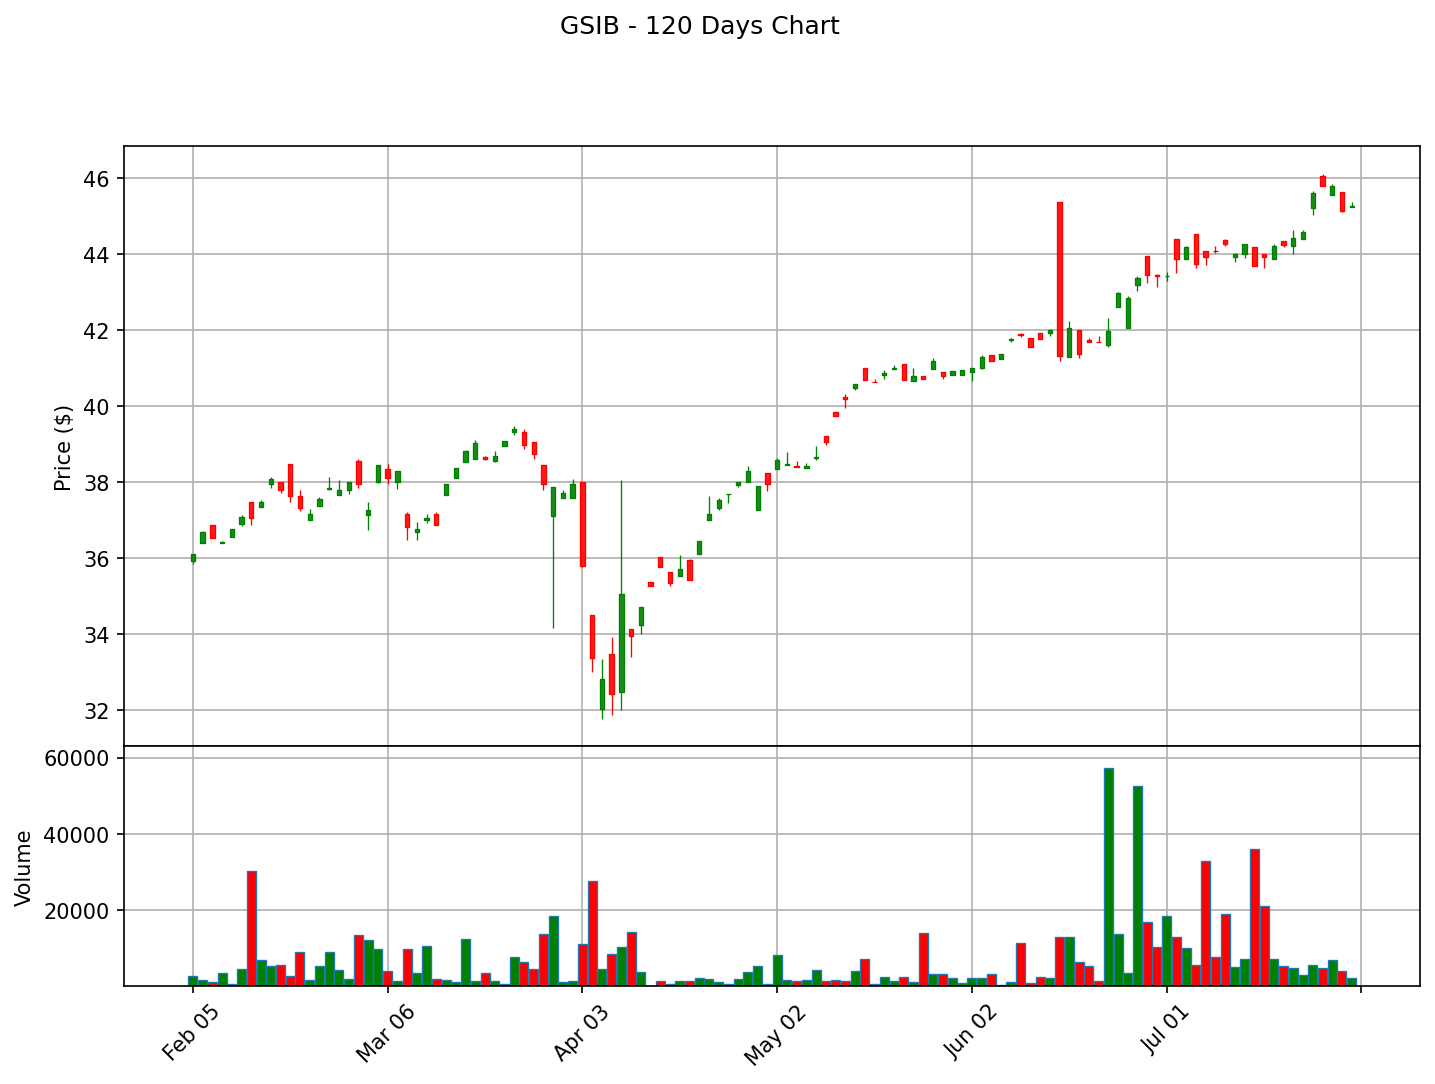 GSIB - 120 Days Chart
46
44
42
40
38
36
34
32
Price ($)
60000
40000
20000
Volume
Feb 05
Mar 06
Apr 03
May 02
Jun 02
Jul 01